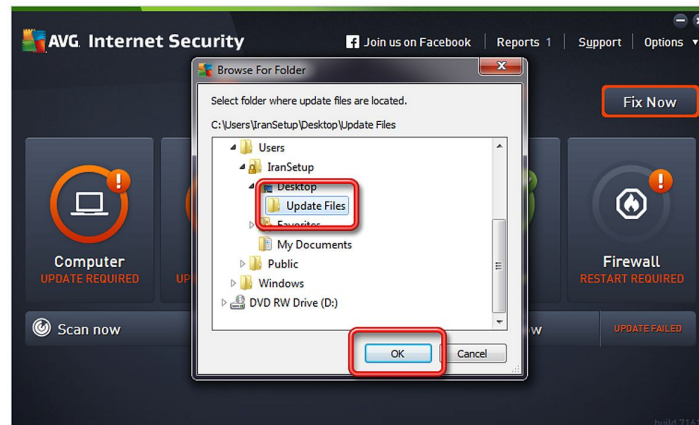 AVG. Internet Security
Join us on Facebook
Reports 1
Support
Options
Browse For Folder
Select folder where update files are located.
C:\Users\IranSetup\Desktop\Update Files
Users
IranSetup
Desktop
Update Files
Favorites
My Documents
Public
Windows
DVD RW Drive (D:)
OK
Cancel
Fix Now
Computer
UPDATE REQUIRED
UP
Firewall
RESTART REQUIRED
Scan now
w
UPDATE FAILED